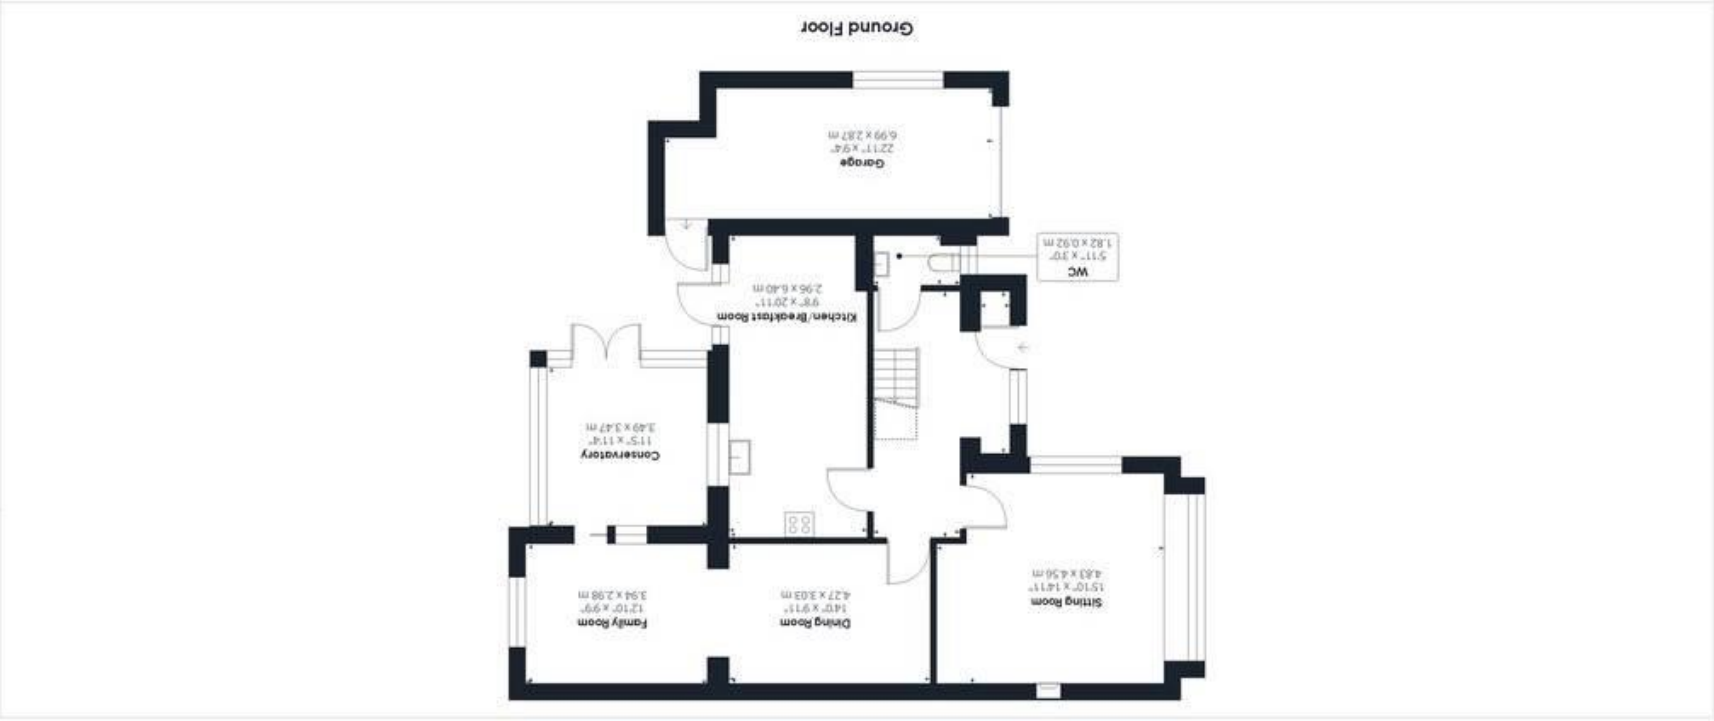 Sitting Room
15'10" x 14'11"
4.83 x 4.56 m
Dining Room
14'0" x 9'11"
4.27 x 3.03 m
Family Room
12'10" x 9'9"
3.94 x 2.98 m
Conservatory
11'5" x 11'4"
3.49 x 3.47 m
Kitchen/Breakfast Room
9'8" x 20'11"
2.96 x 6.40 m
WC
5'11" x 3'0"
1.82 x 0.92 m
Garage
22'11" x 9'4"
6.99 x 2.87 m
Ground Floor